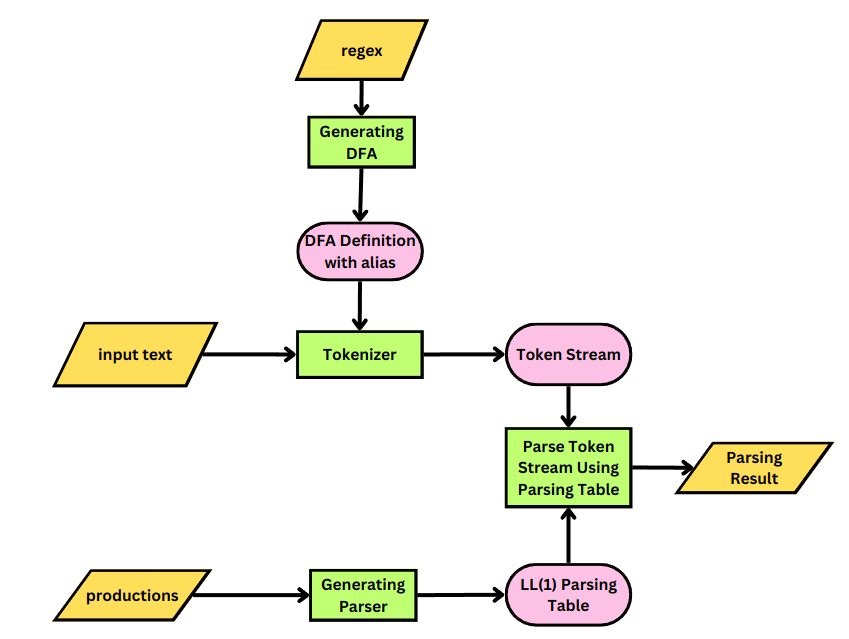 regex
Generating
DFA
DFA Definition
with alias
input text
Tokenizer
Token Stream
Parse Token
Stream Using
Parsing Table
Parsing
Result
productions
Generating
Parser
LL(1) Parsing
Table